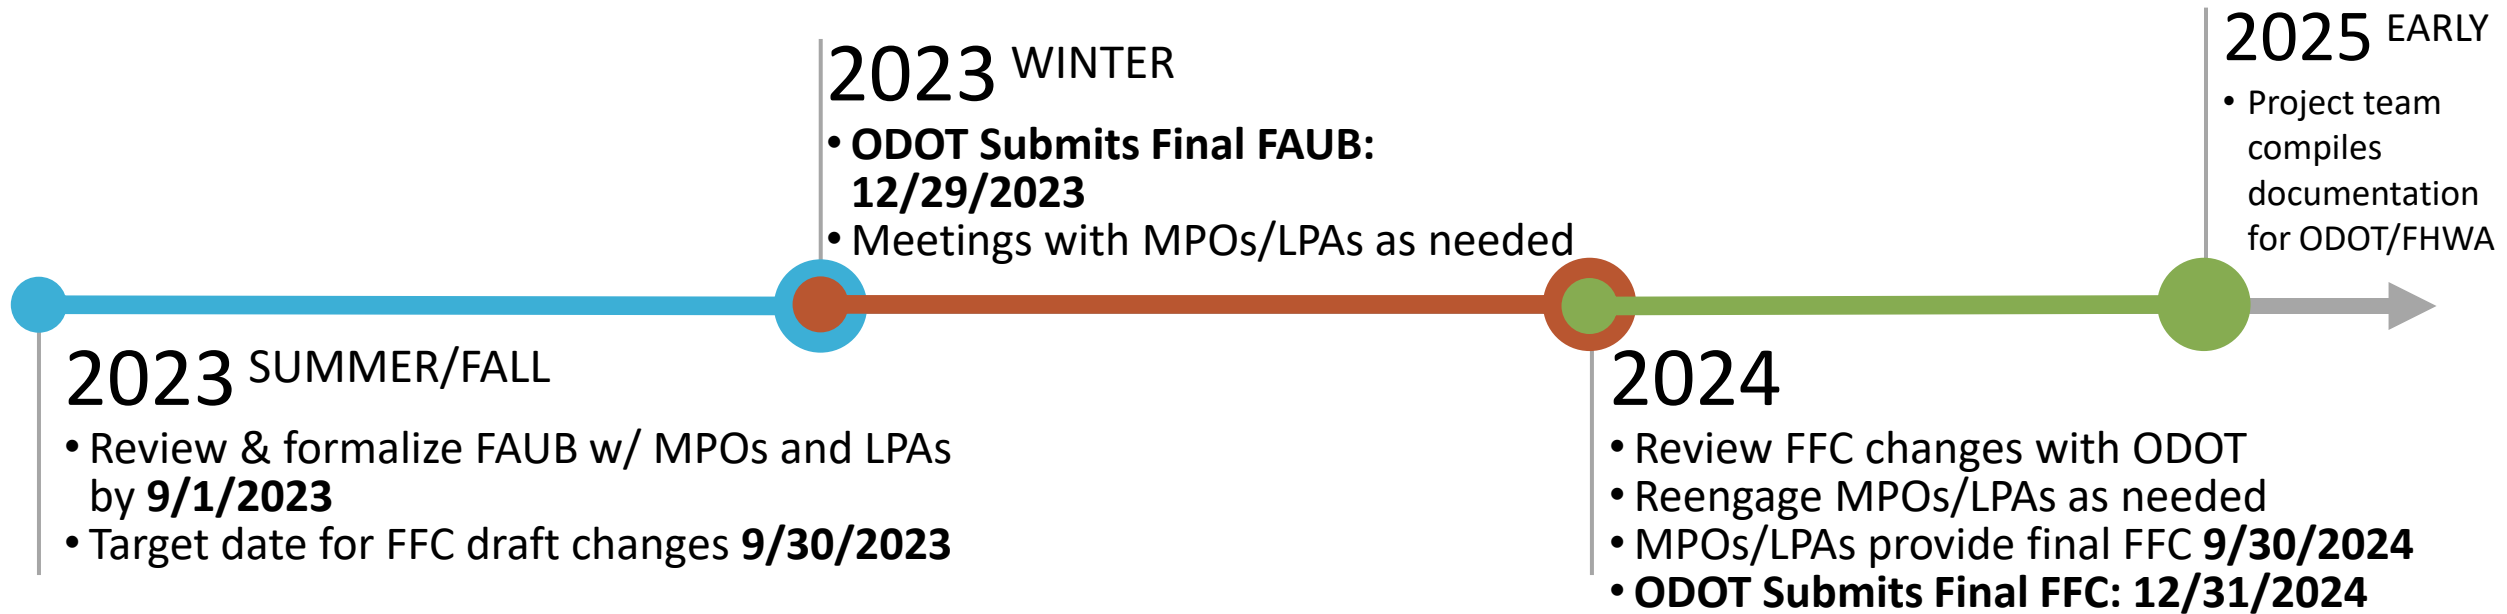 2023 SUMMER/FALL
• Review & formalize FAUB w/ MPOs and LPAs
by 9/1/2023
• Target date for FFC draft changes 9/30/2023
2023 WINTER
• ODOT Submits Final FAUB:
12/29/2023
• Meetings with MPOs/LPAs as needed
2024
• Review FFC changes with ODOT
• Reengage MPOs/LPAs as needed
• MPOs/LPAs provide final FFC 9/30/2024
• ODOT Submits Final FFC: 12/31/2024
2025 EARLY
• Project team
compiles
documentation
for ODOT/FHWA